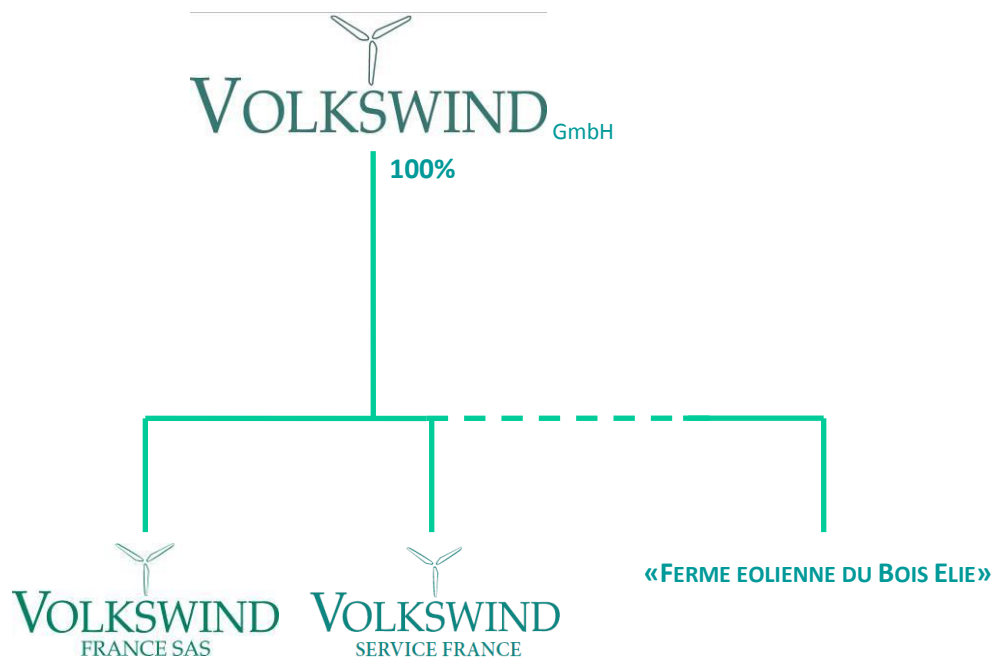 VOLKSWIND GmbH
100%
VOLKSWIND
FRANCE SAS
VOLKSWIND
SERVICE FRANCE
«FERME EOLIENNE DU BOIS ELIE»